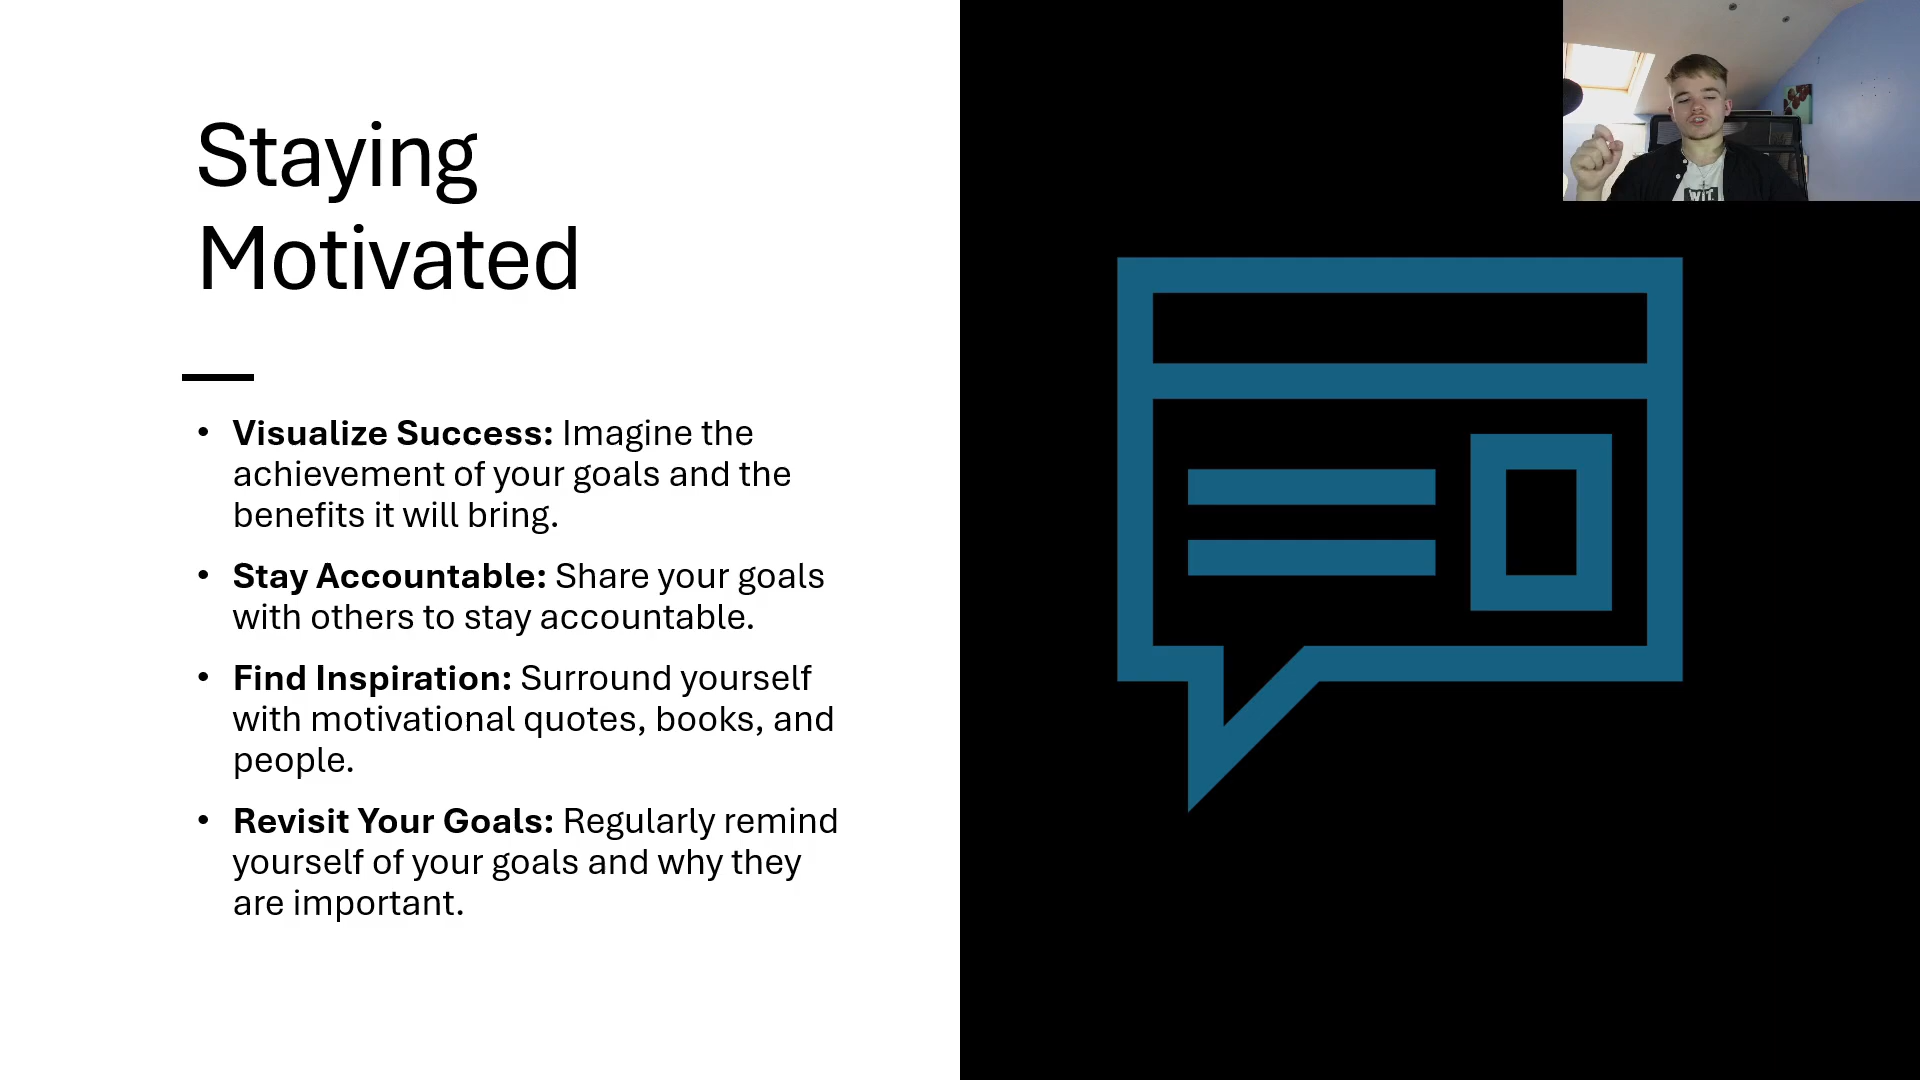 Staying
Motivated
• Visualize Success: Imagine the
achievement of your goals and the
benefits it will bring.
• Stay Accountable: Share your goals
with others to stay accountable.
• Find Inspiration: Surround yourself
with motivational quotes, books, and
people.
• Revisit Your Goals: Regularly remind
yourself of your goals and why they
are important.